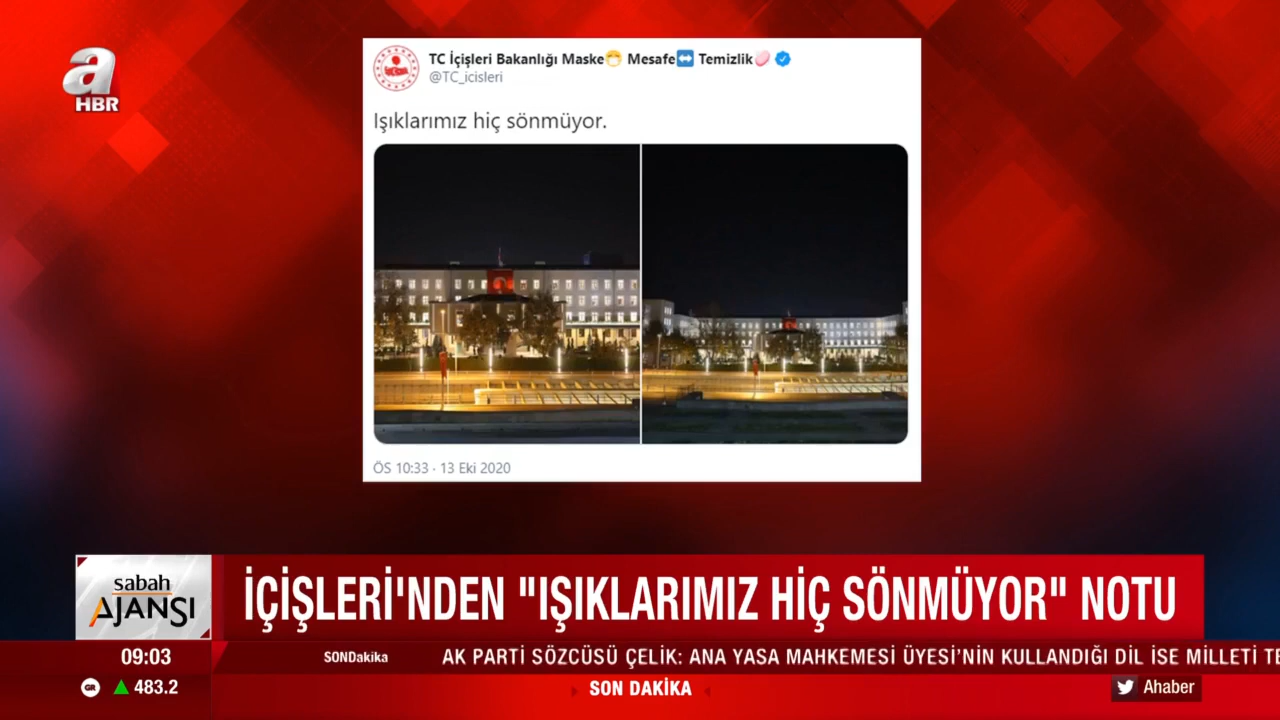 a
HBR
TC İçişleri Bakanlığı Maske😷 Mesafe↔️ Temizlik🧼
@TC_icisleri
Işıklarımız hiç sönmüyor.
ÖS 10:33 · 13 Eki 2020
sabah
AJANSI
İÇİŞLERİ'NDEN "IŞIKLARIMIZ HİÇ SÖNMÜYOR" NOTU
09:03
SONDakika
AK PARTİ SÖZCÜSÜ ÇELİK: ANA YASA MAHKEMESİ ÜYESİ'NİN KULLANDIĞI DİL İSE MİLLETİ TE
GR
483.2
SON DAKİKA
Ahaber